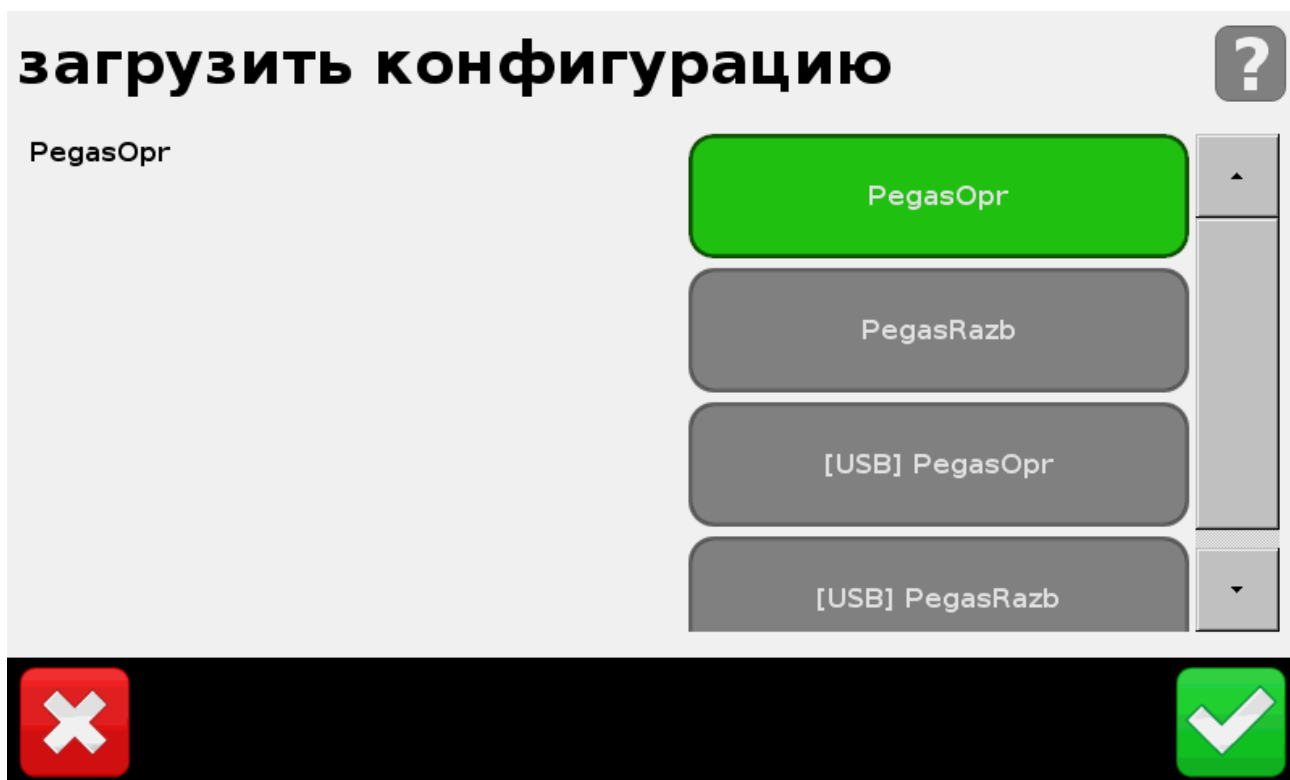 загрузить конфигурацию
?
PegasOpr
PegasOpr
PegasRazb
[USB] PegasOpr
[USB] PegasRazb